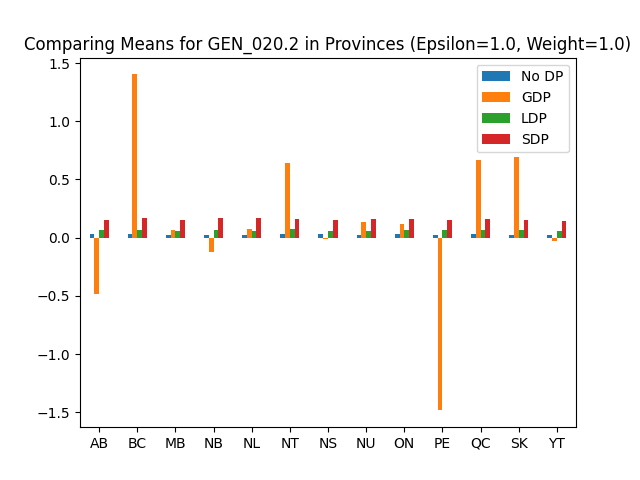 Comparing Means for GEN_020.2 in Provinces (Epsilon=1.0, Weight=1.0)
No DP
GDP
LDP
SDP
1.5
1.0
0.5
0.0
−0.5
−1.0
−1.5
AB BC MB NB NL NT NS NU ON PE QC SK YT